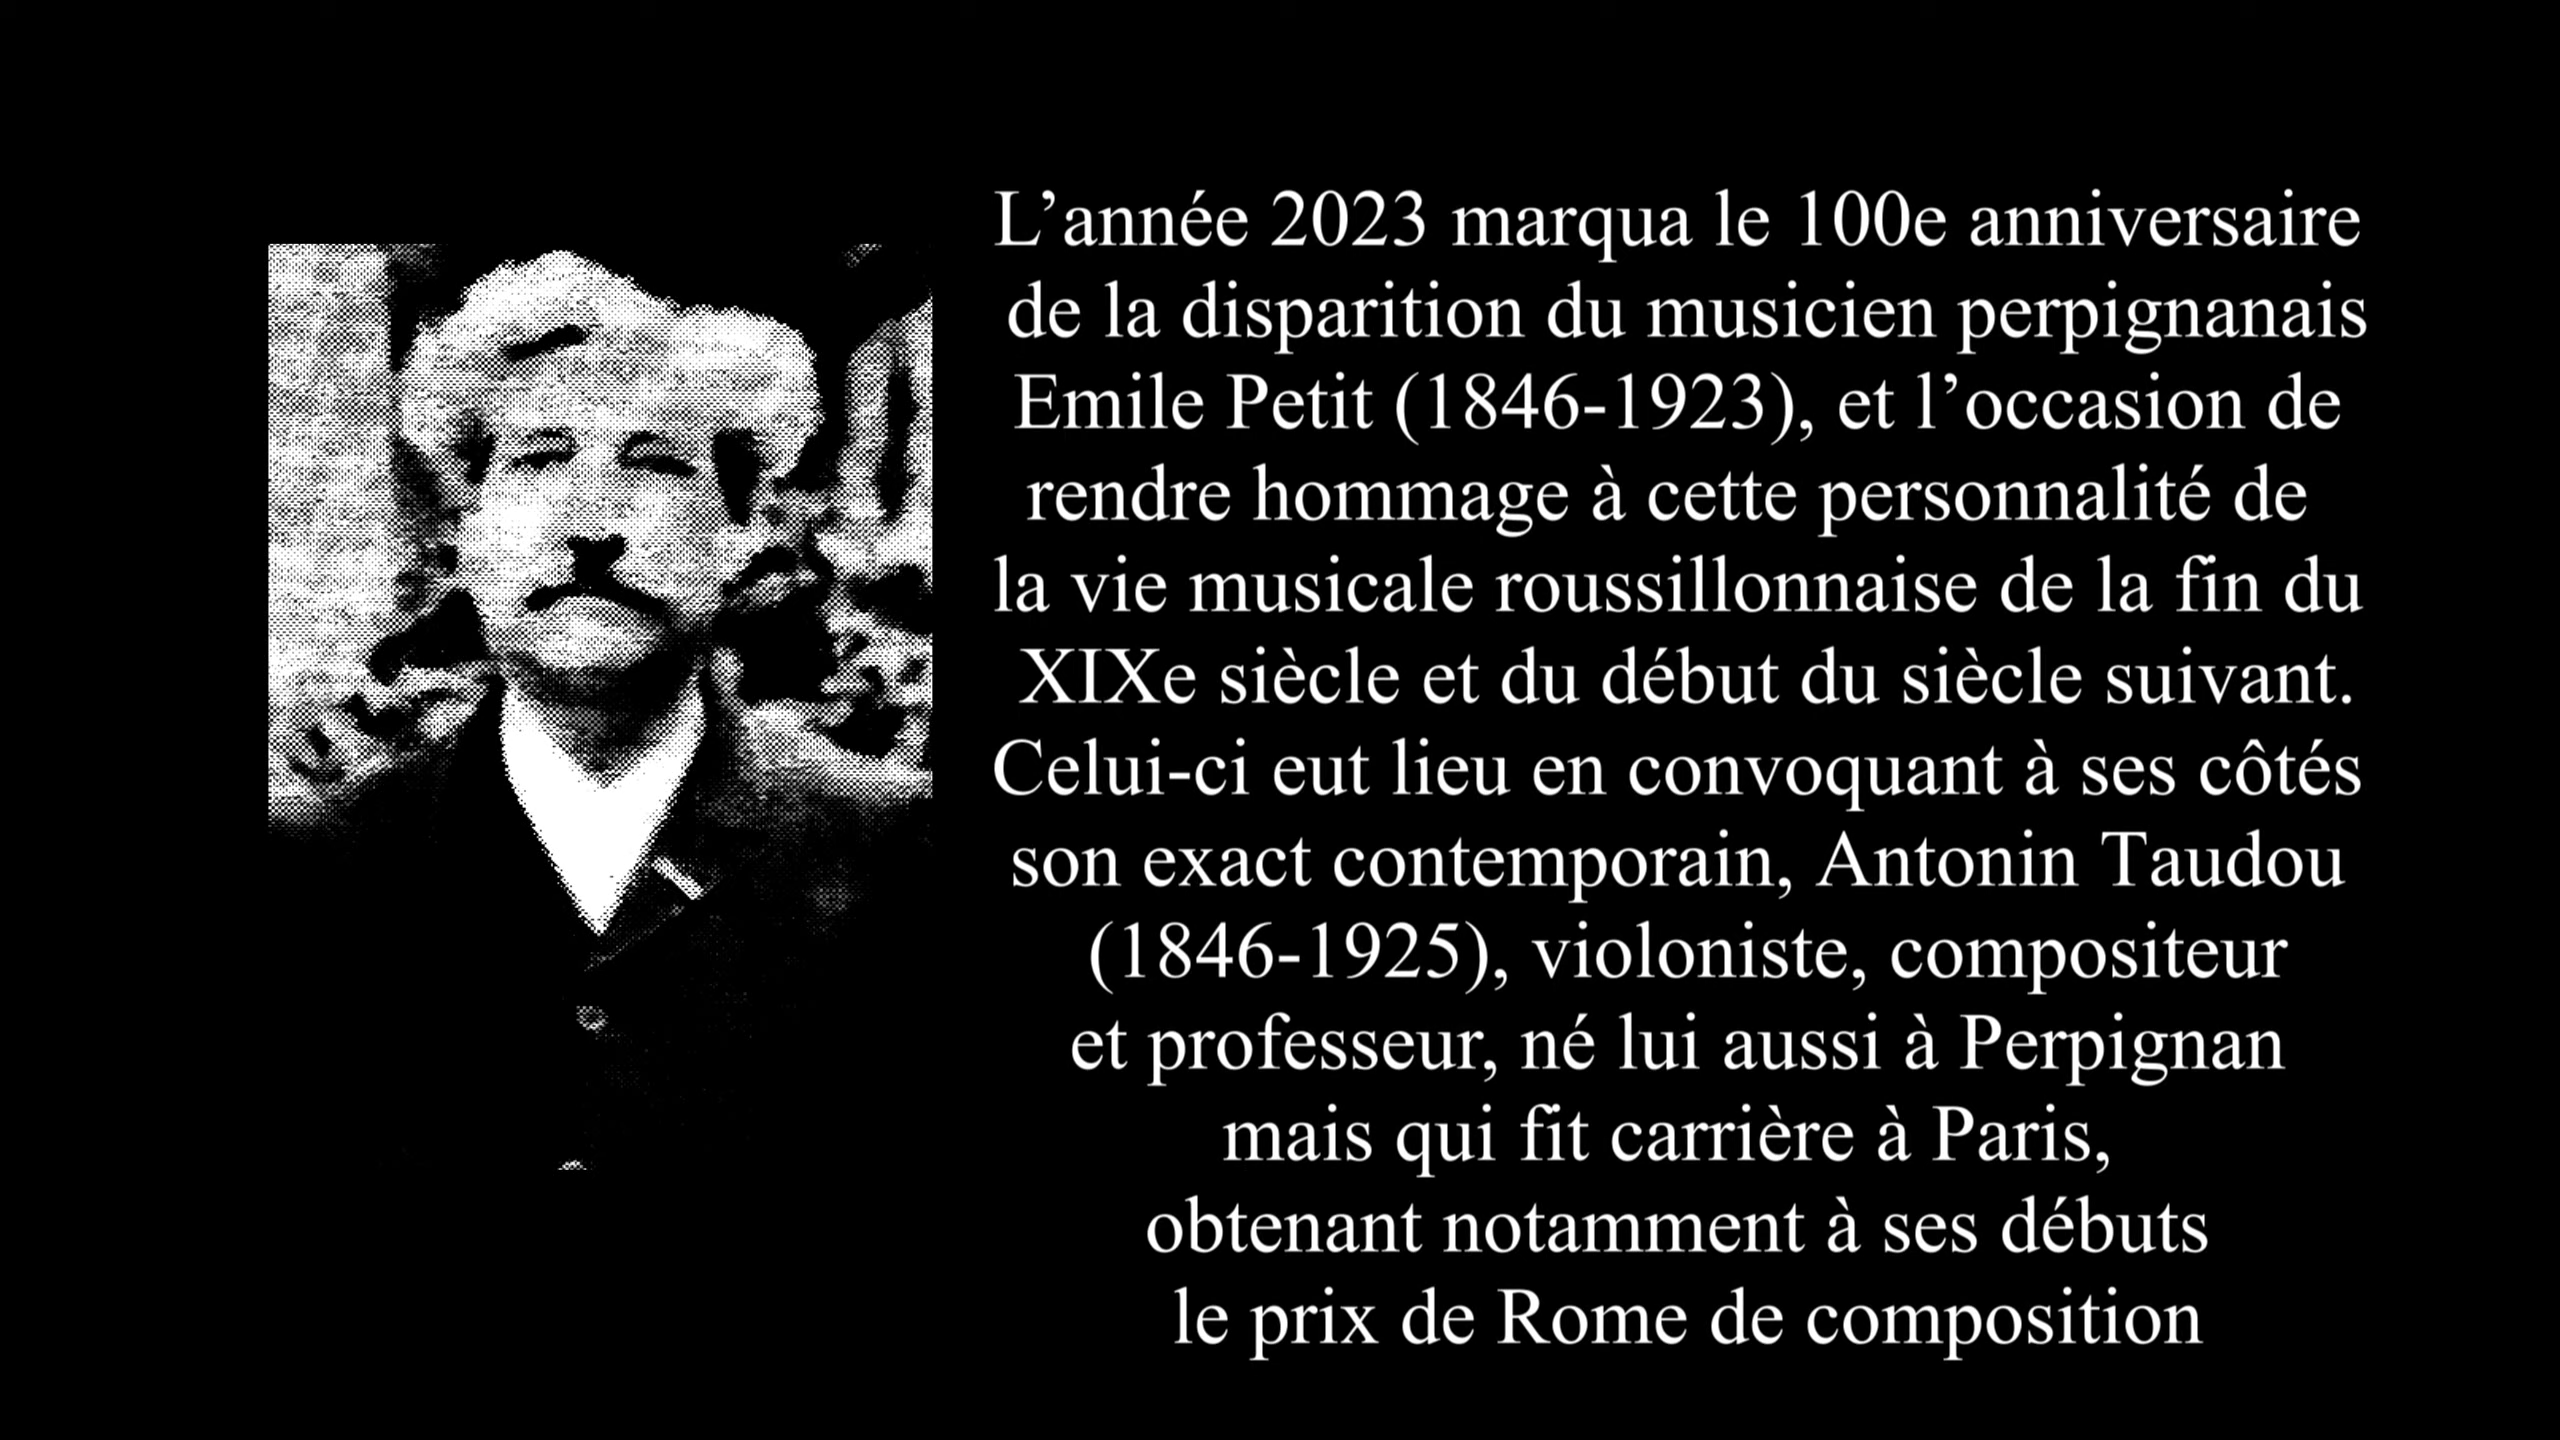 L’année 2023 marqua le 100e anniversaire
de la disparition du musicien perpignanais
Emile Petit (1846-1923), et l’occasion de
rendre hommage à cette personnalité de
la vie musicale roussillonnaise de la fin du
XIXe siècle et du début du siècle suivant.
Celui-ci eut lieu en convoquant à ses côtés
son exact contemporain, Antonin Taudou
(1846-1925), violoniste, compositeur
et professeur, né lui aussi à Perpignan
mais qui fit carrière à Paris,
obtenant notamment à ses débuts
le prix de Rome de composition